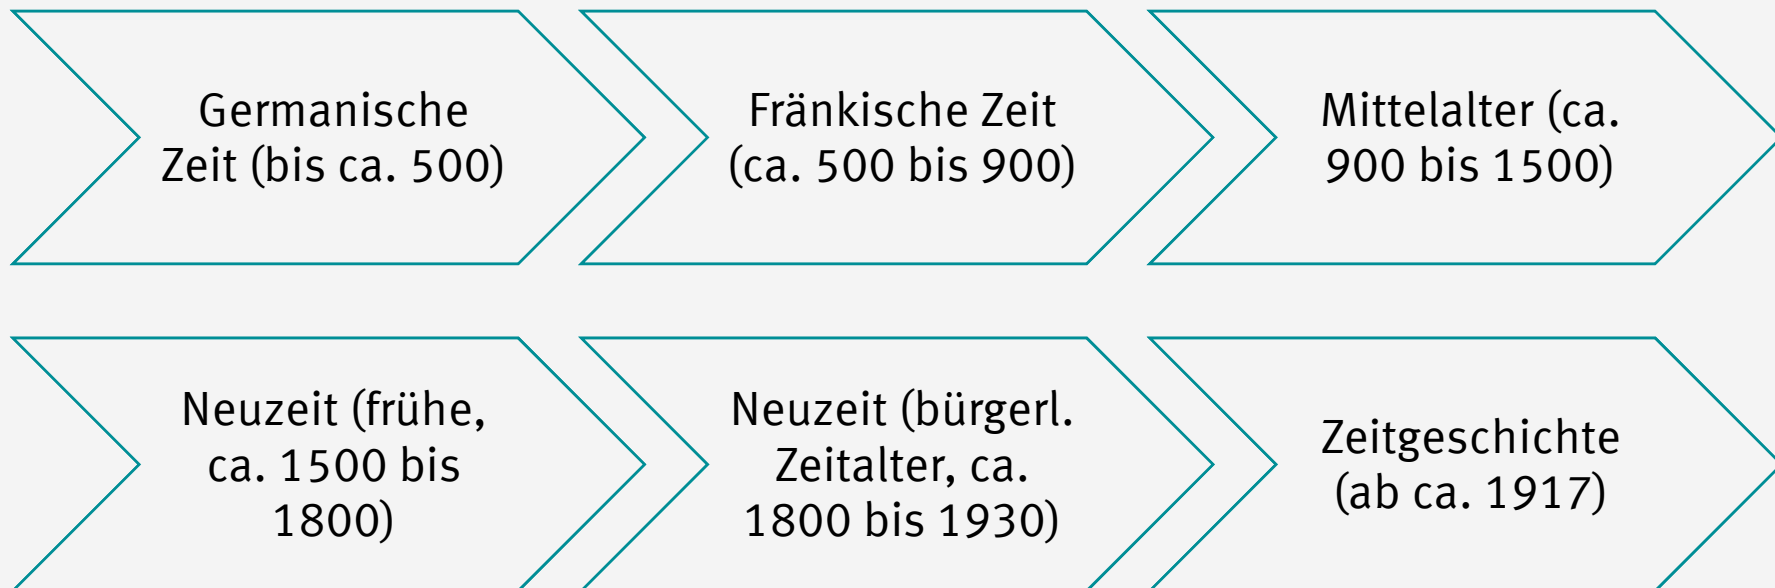 Germanische
Zeit (bis ca. 500)
Fränkische Zeit
(ca. 500 bis 900)
Mittelalter (ca.
900 bis 1500)
Neuzeit (frühe,
ca. 1500 bis
1800)
Neuzeit (bürgerl.
Zeitalter, ca.
1800 bis 1930)
Zeitgeschichte
(ab ca. 1917)